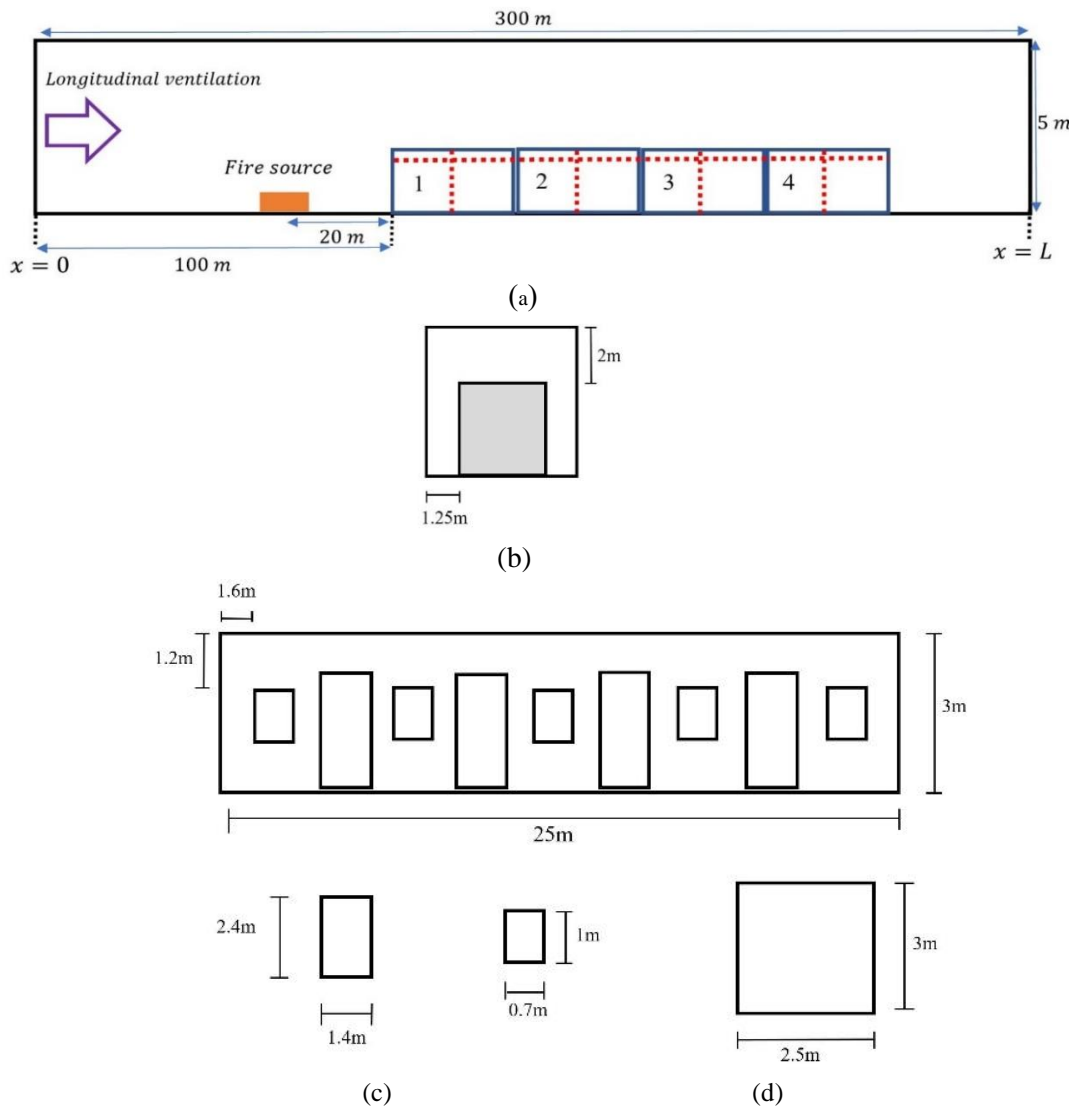 300 m
Longitudinal ventilation
5 m
Fire source
1 2 3 4
20 m
x = 0
100 m
x = L
(a)
2m
1.25m
(b)
1.6m
1.2m
3m
25m
2.4m
1m
3m
0.7m
1.4m
2.5m
(c) (d)